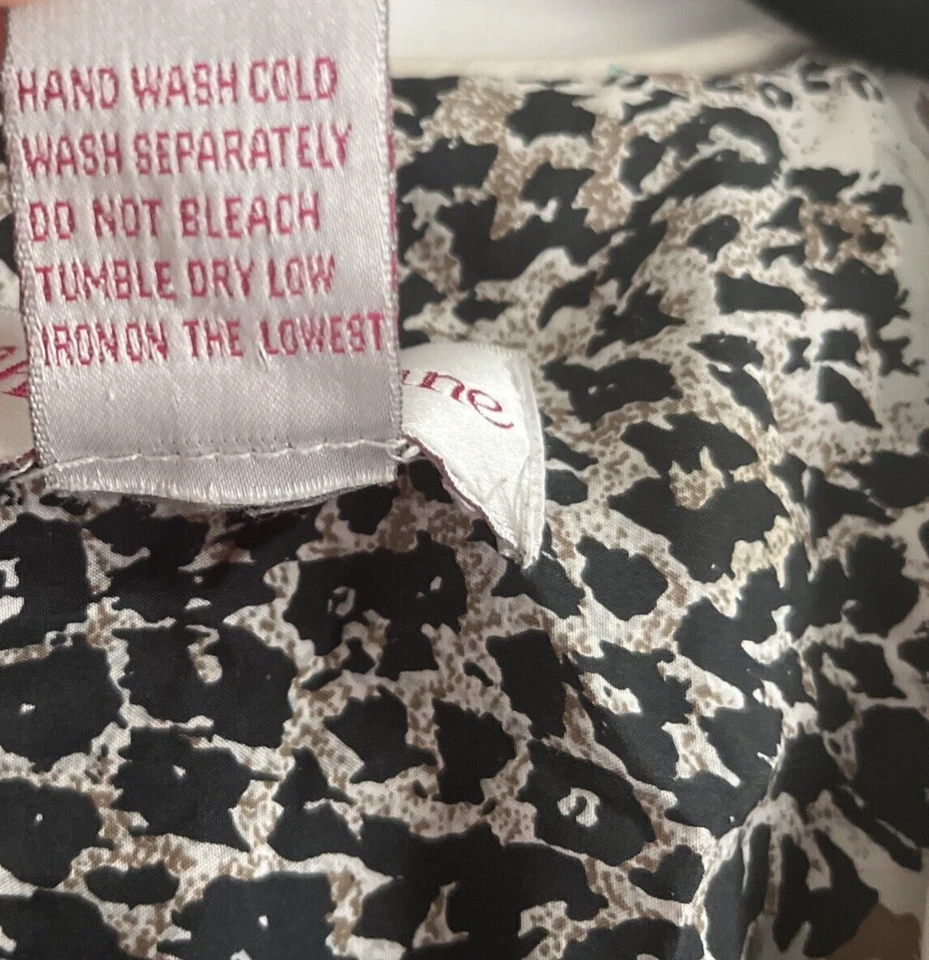 HAND WASH COLD
WASH SEPARATELY
DO NOT BLEACH
TUMBLE DRY LOW
IRON ON THE LOWEST